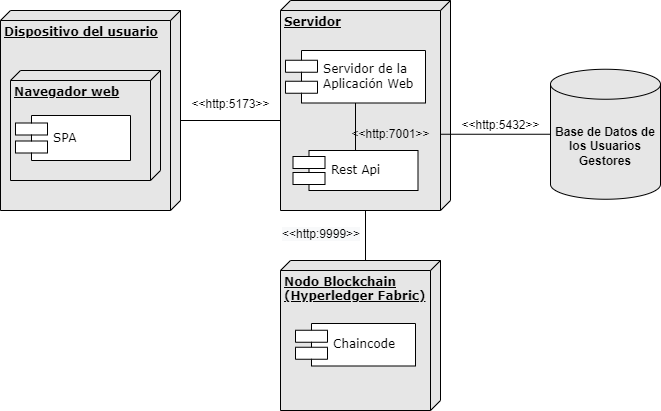 Dispositivo del usuario
Navegador web
SPA
<<http:5173>>
Servidor
Servidor de la
Aplicación Web
<<http:7001>>
Rest Api
<<http:5432>>
Base de Datos de
los Usuarios
Gestores
<<http:9999>>
Nodo Blockchain
(Hyperledger Fabric)
Chaincode